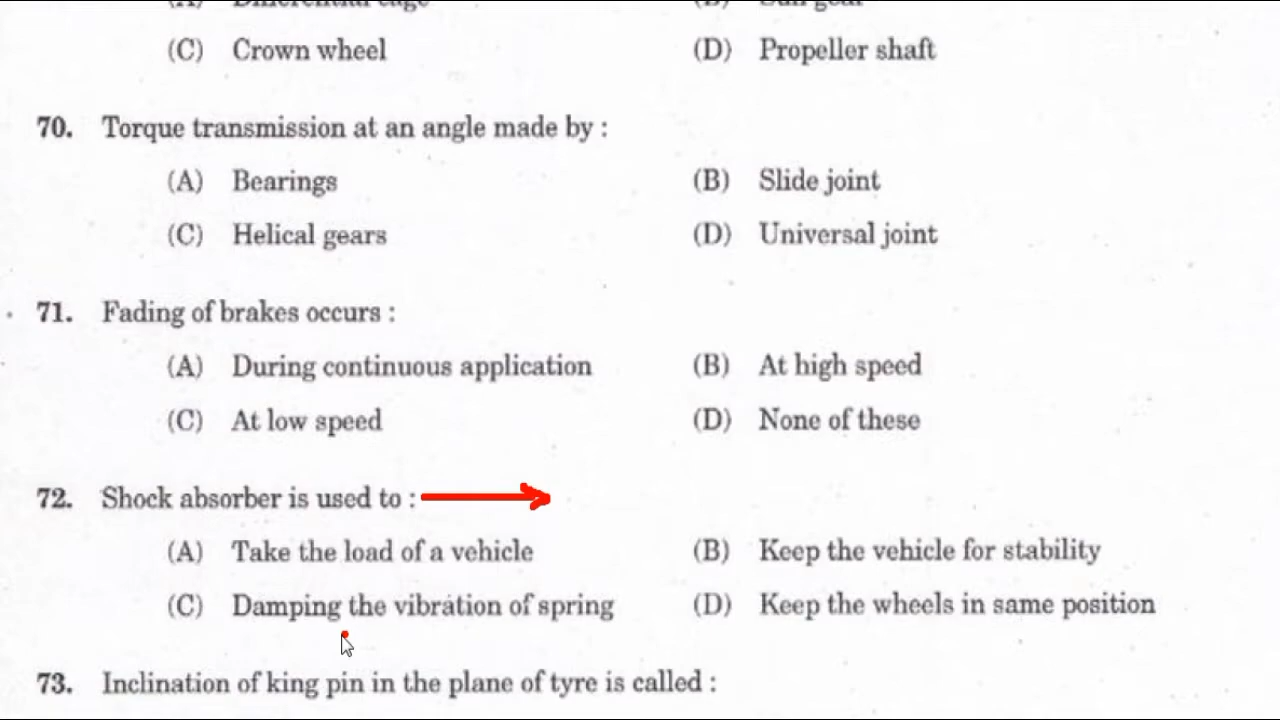 (C) Crown wheel (D) Propeller shaft
70. Torque transmission at an angle made by :
(A) Bearings (B) Slide joint
(C) Helical gears (D) Universal joint
71. Fading of brakes occurs :
(A) During continuous application (B) At high speed
(C) At low speed (D) None of these
72. Shock absorber is used to :
(A) Take the load of a vehicle (B) Keep the vehicle for stability
(C) Damping the vibration of spring (D) Keep the wheels in same position
73. Inclination of king pin in the plane of tyre is called :